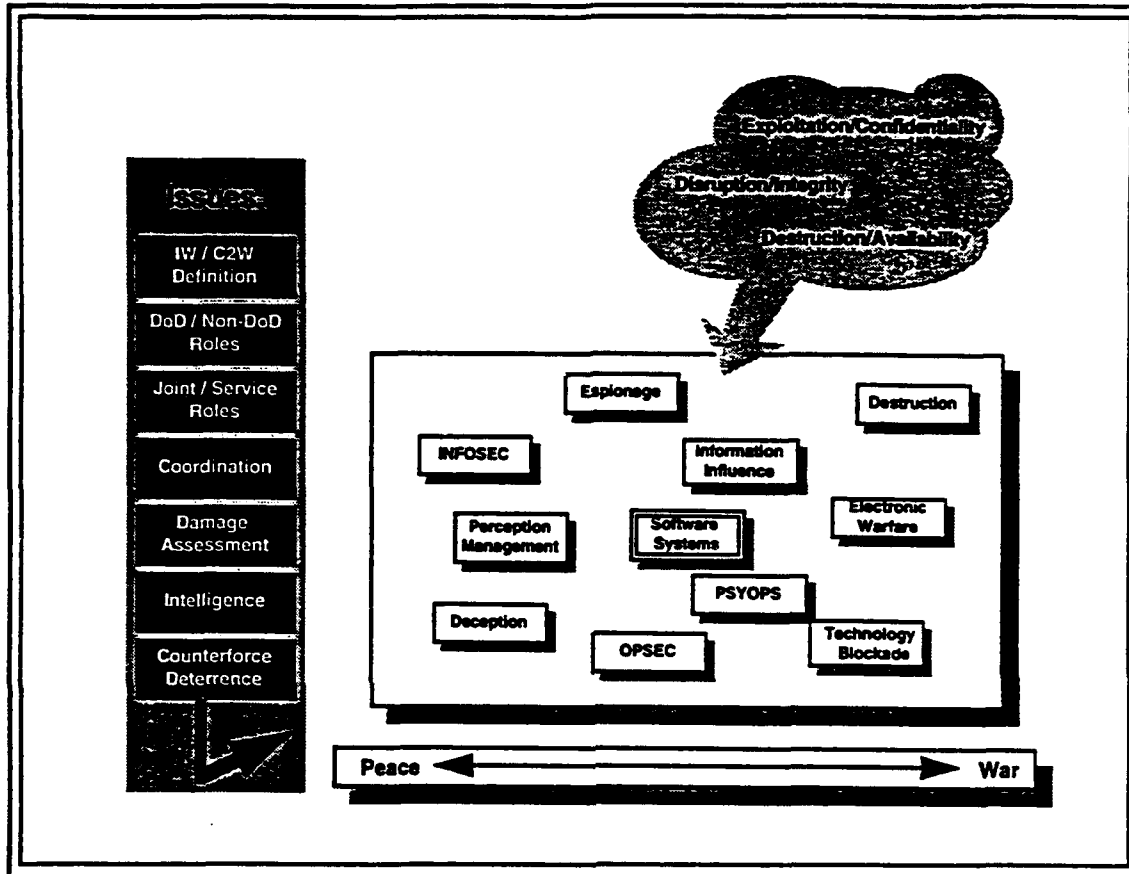 Issues
IW / C2W
Definition
DoD / Non-DoD
Roles
Joint / Service
Roles
Coordination
Damage
Assessment
Intelligence
Counterforce
Deterrence
Exploitation/Confidentiality
Disruption/Integrity
Destruction/Availability
Espionage
Destruction
INFOSEC
Information
Influence
Electronic
Warfare
Perception
Management
Software
Systems
PSYOPS
Deception
OPSEC
Technology
Blockade
Peace
War